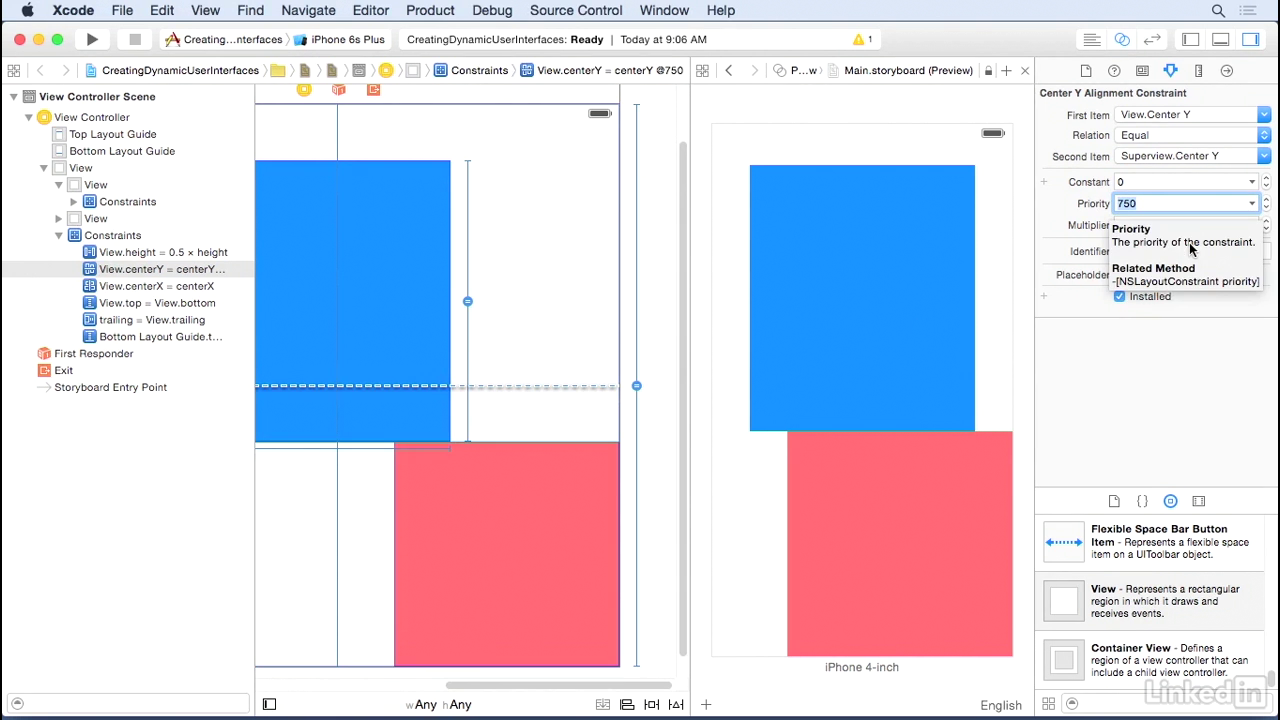 Xcode File Edit View Find Navigate Editor Product Debug Source Control Window Help
Creating...nterfaces iPhone 6s Plus CreatingDynamicUserInterfaces: Ready Today at 9:06 AM 1
CreatingDynamicUserInterfaces Constraints View.centerY = centerY @750 P...w Main.storyboard (Preview)
View Controller Scene
View Controller
Top Layout Guide
Bottom Layout Guide
View
View
Constraints
View
Constraints
View.height = 0.5 × height
View.centerY = centerY...
View.centerX = centerX
View.top = View.bottom
trailing = View.trailing
Bottom Layout Guide.t...
First Responder
Exit
Storyboard Entry Point
wAny hAny
iPhone 4-inch
English
Center Y Alignment Constraint
First Item View.Center Y
Relation Equal
Second Item Superview.Center Y
Constant 0
Priority 750
Multiplier
Identifier
Placeholder
Priority
The priority of the constraint.
Related Method
-[NSLayoutConstraint priority]
Installed
Flexible Space Bar Button
Item - Represents a flexible space
item on a UIToolbar object.
View - Represents a rectangular
region in which it draws and
receives events.
Container View - Defines a
region of a view controller that can
include a child view controller.
LinkedIn